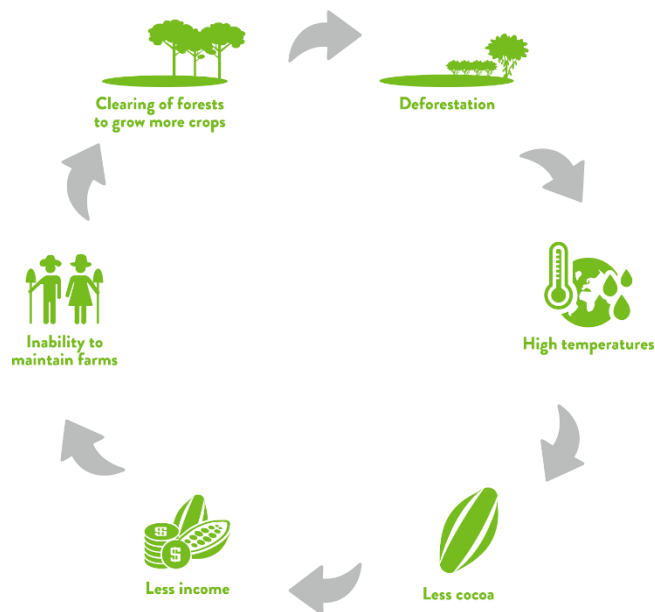 Clearing of forests
to grow more crops
Deforestation
High temperatures
Less cocoa
Less income
$
$
Inability to
maintain farms